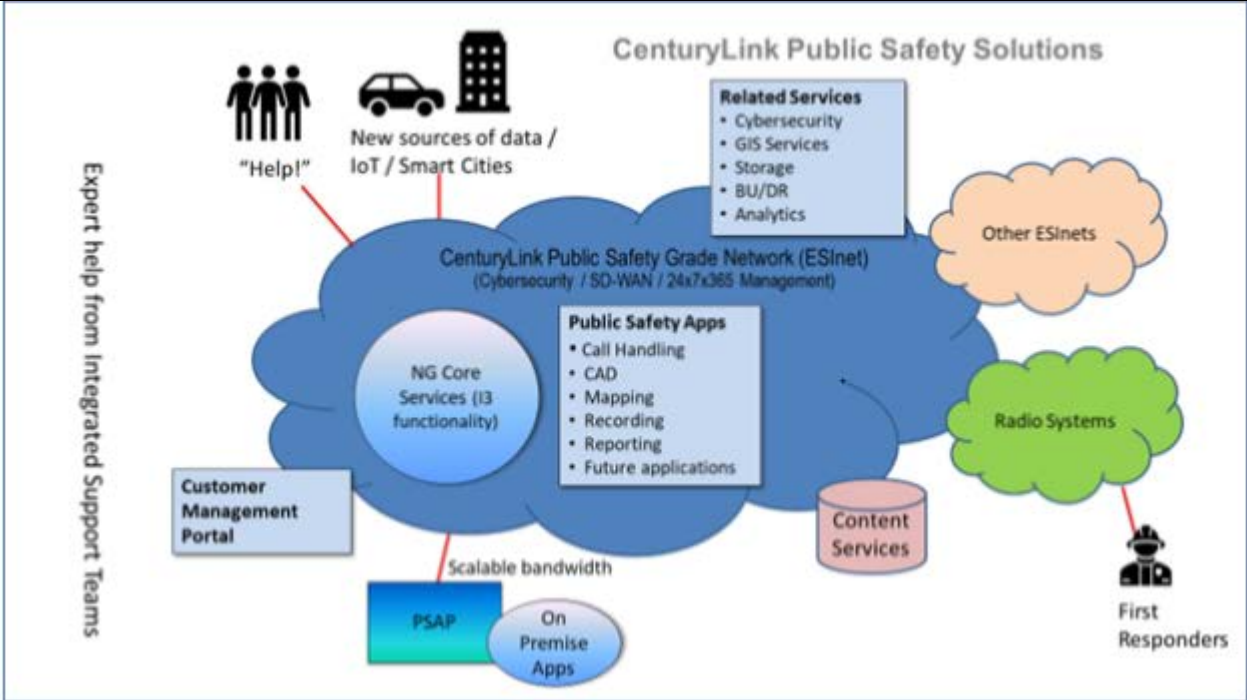 CenturyLink Public Safety Solutions
Related Services
• Cybersecurity
• GIS Services
• Storage
• BU/DR
• Analytics
"Help!"
New sources of data /
IoT / Smart Cities
Expert help from Integrated Support Teams
Other ESInets
CenturyLink Public Safety Grade Network (ESInet)
(Cybersecurity / SD-WAN / 24x7x365 Management)
NG Core
Services (I3
functionality)
Public Safety Apps
• Call Handling
• CAD
• Mapping
• Recording
• Reporting
• Future applications
Radio Systems
Customer
Management
Portal
Content
Services
Scalable bandwidth
PSAP
On
Premise
Apps
First
Responders